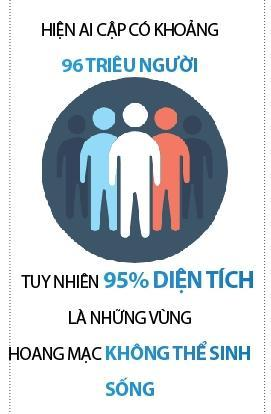 HIỆN AI CẬP CÓ KHOẢNG
96 TRIỆU NGƯỜI
TUY NHIÊN 95% DIỆN TÍCH
LÀ NHỮNG VÙNG
HOANG MẠC KHÔNG THỂ SINH
SỐNG